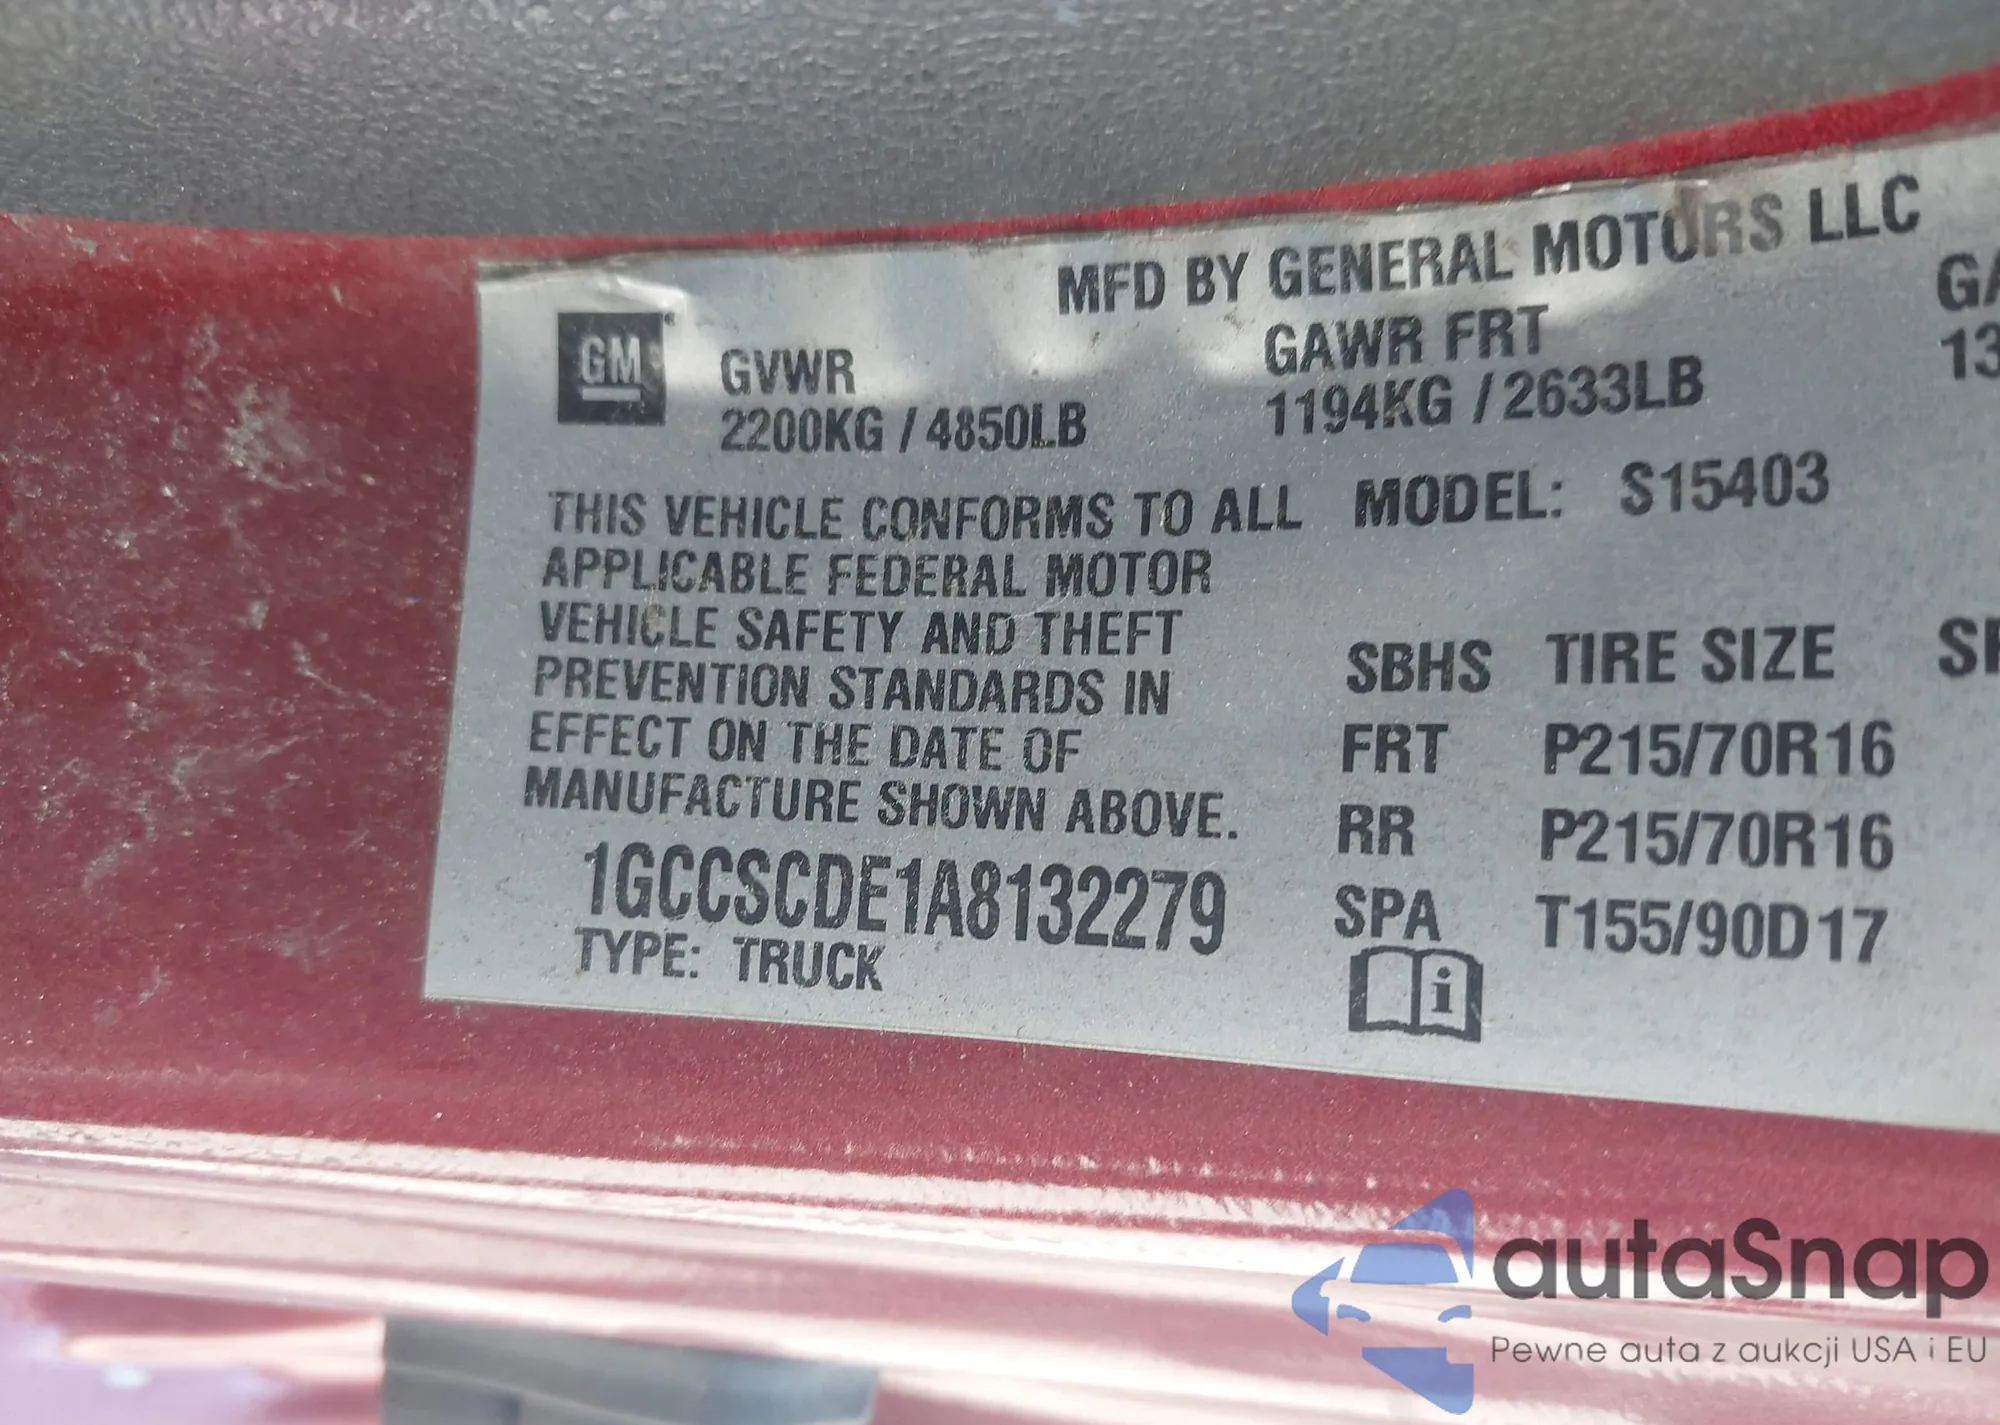 MFD BY GENERAL MOTORS LLC
GM GVWR GAWR FRT GA
2200KG / 4850LB 1194KG / 2633LB 13
THIS VEHICLE CONFORMS TO ALL MODEL: S15403
APPLICABLE FEDERAL MOTOR
VEHICLE SAFETY AND THEFT
PREVENTION STANDARDS IN SBHS TIRE SIZE
EFFECT ON THE DATE OF FRT P215/70R16
MANUFACTURE SHOWN ABOVE. RR P215/70R16
1GCCSCDE1A8132279 SPA T155/90D17
TYPE: TRUCK i
autaSnap
Pewne auta z aukcji USA i EU